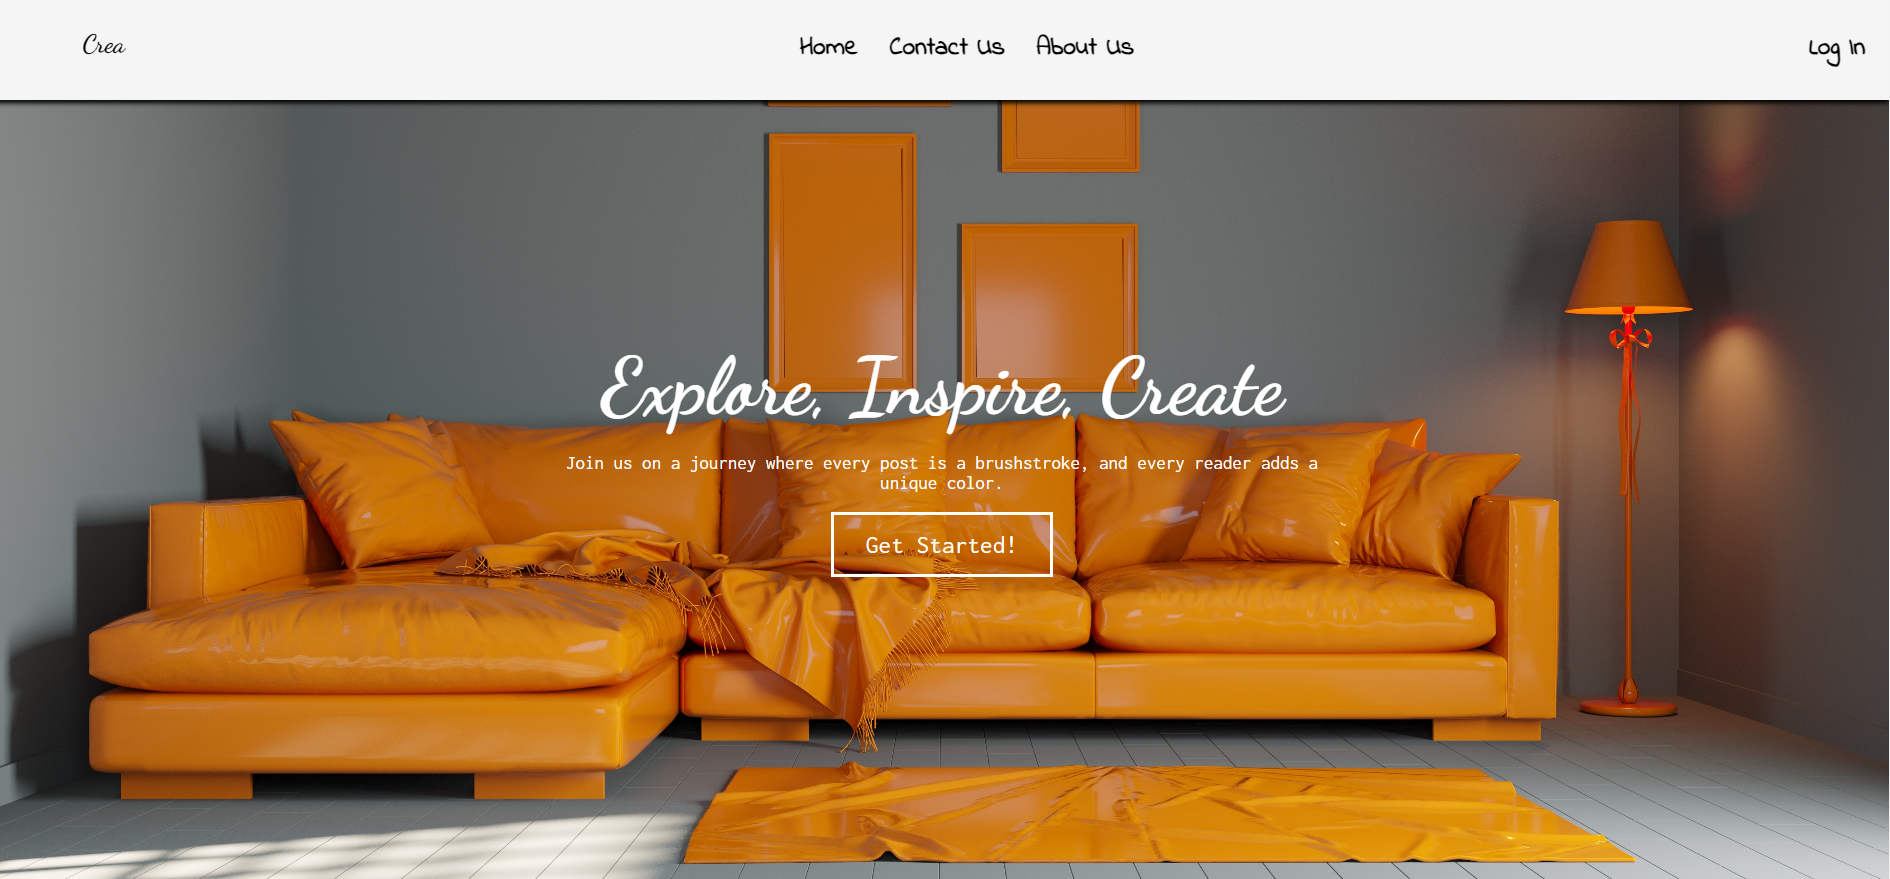 Crea
Home Contact Us About Us
Log In
Explore, Inspire, Create
Join us on a journey where every post is a brushstroke, and every reader adds a
unique color.
Get Started!